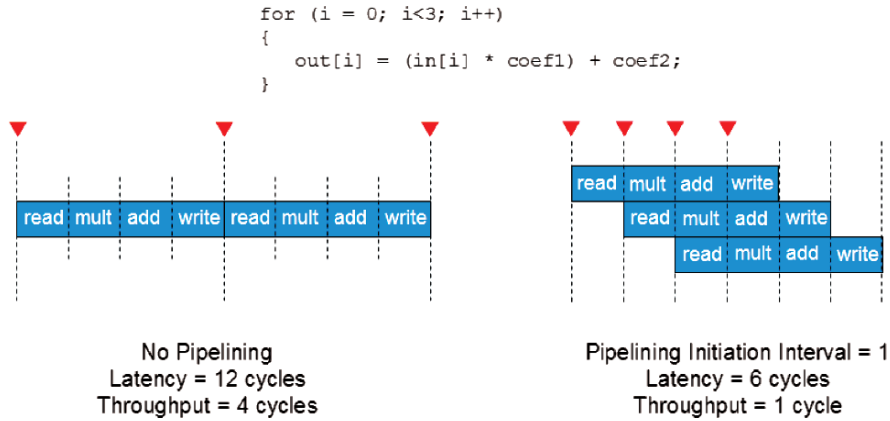 for (i = 0; i<3; i++)
{
out[i] = (in[i] * coef1) + coef2;
}
read mult add write read mult add write
read mult add write
read mult add write
read mult add write
No Pipelining
Latency = 12 cycles
Throughput = 4 cycles
Pipelining Initiation Interval = 1
Latency = 6 cycles
Throughput = 1 cycle